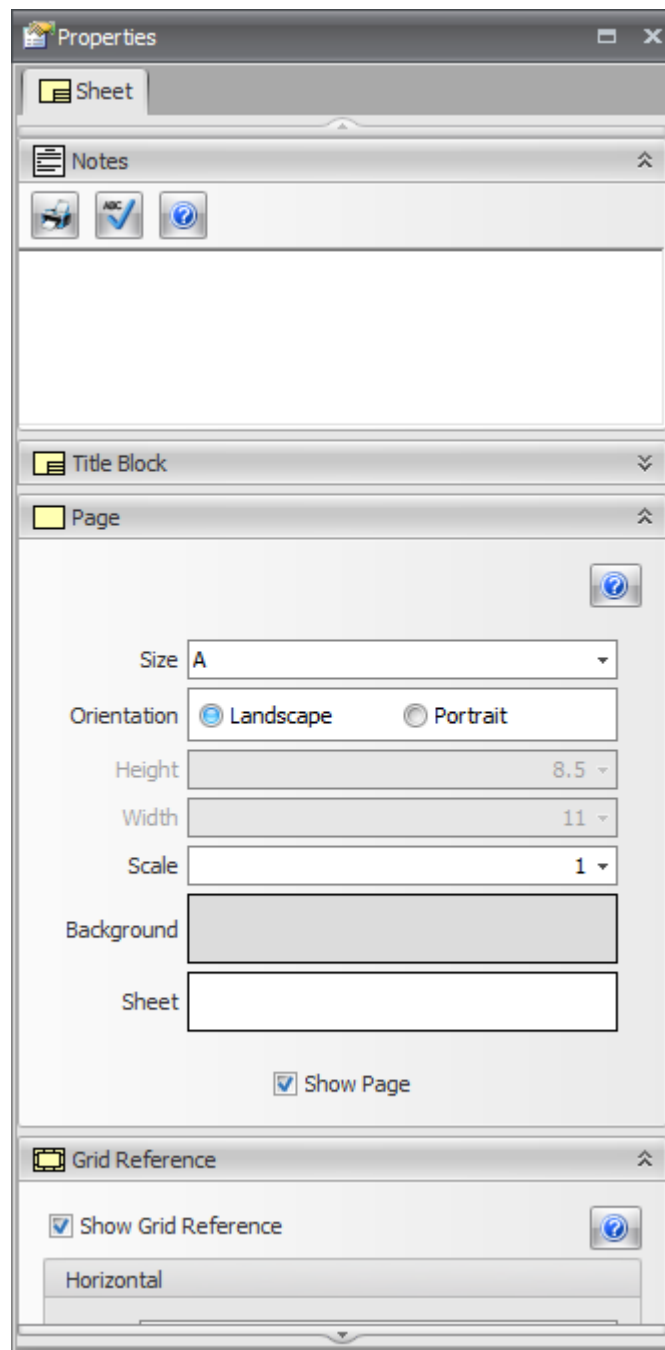 Properties
Sheet
Notes
ABC
Title Block
Page
Size A
Orientation Landscape Portrait
Height 8.5
Width 11
Scale 1
Background
Sheet
Show Page
Grid Reference
Show Grid Reference
Horizontal